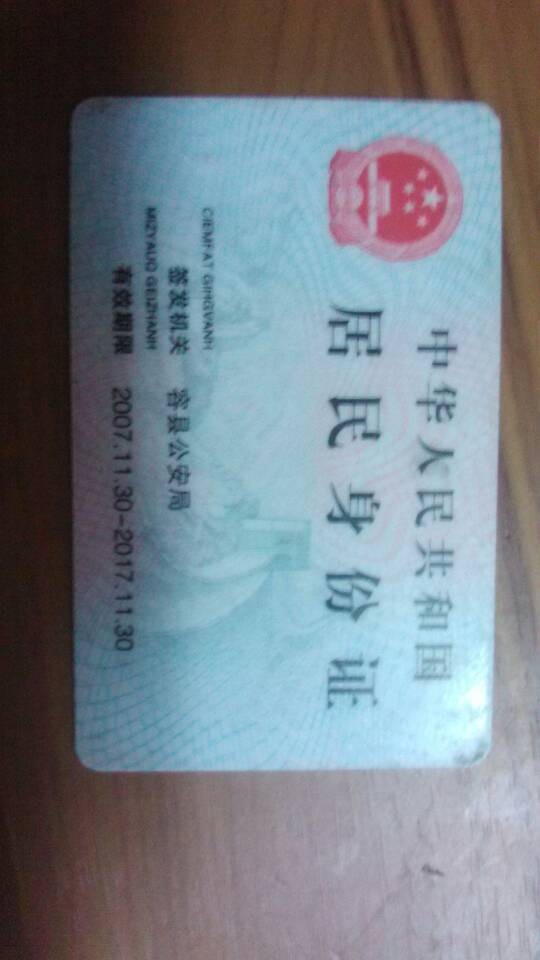 中华人民共和国
居民身份证
CIEMFAT GIHGVANH
签发机关 容县公安局
MIZYAUQ GEIZHANH
有效期限 2007.11.30-2017.11.30